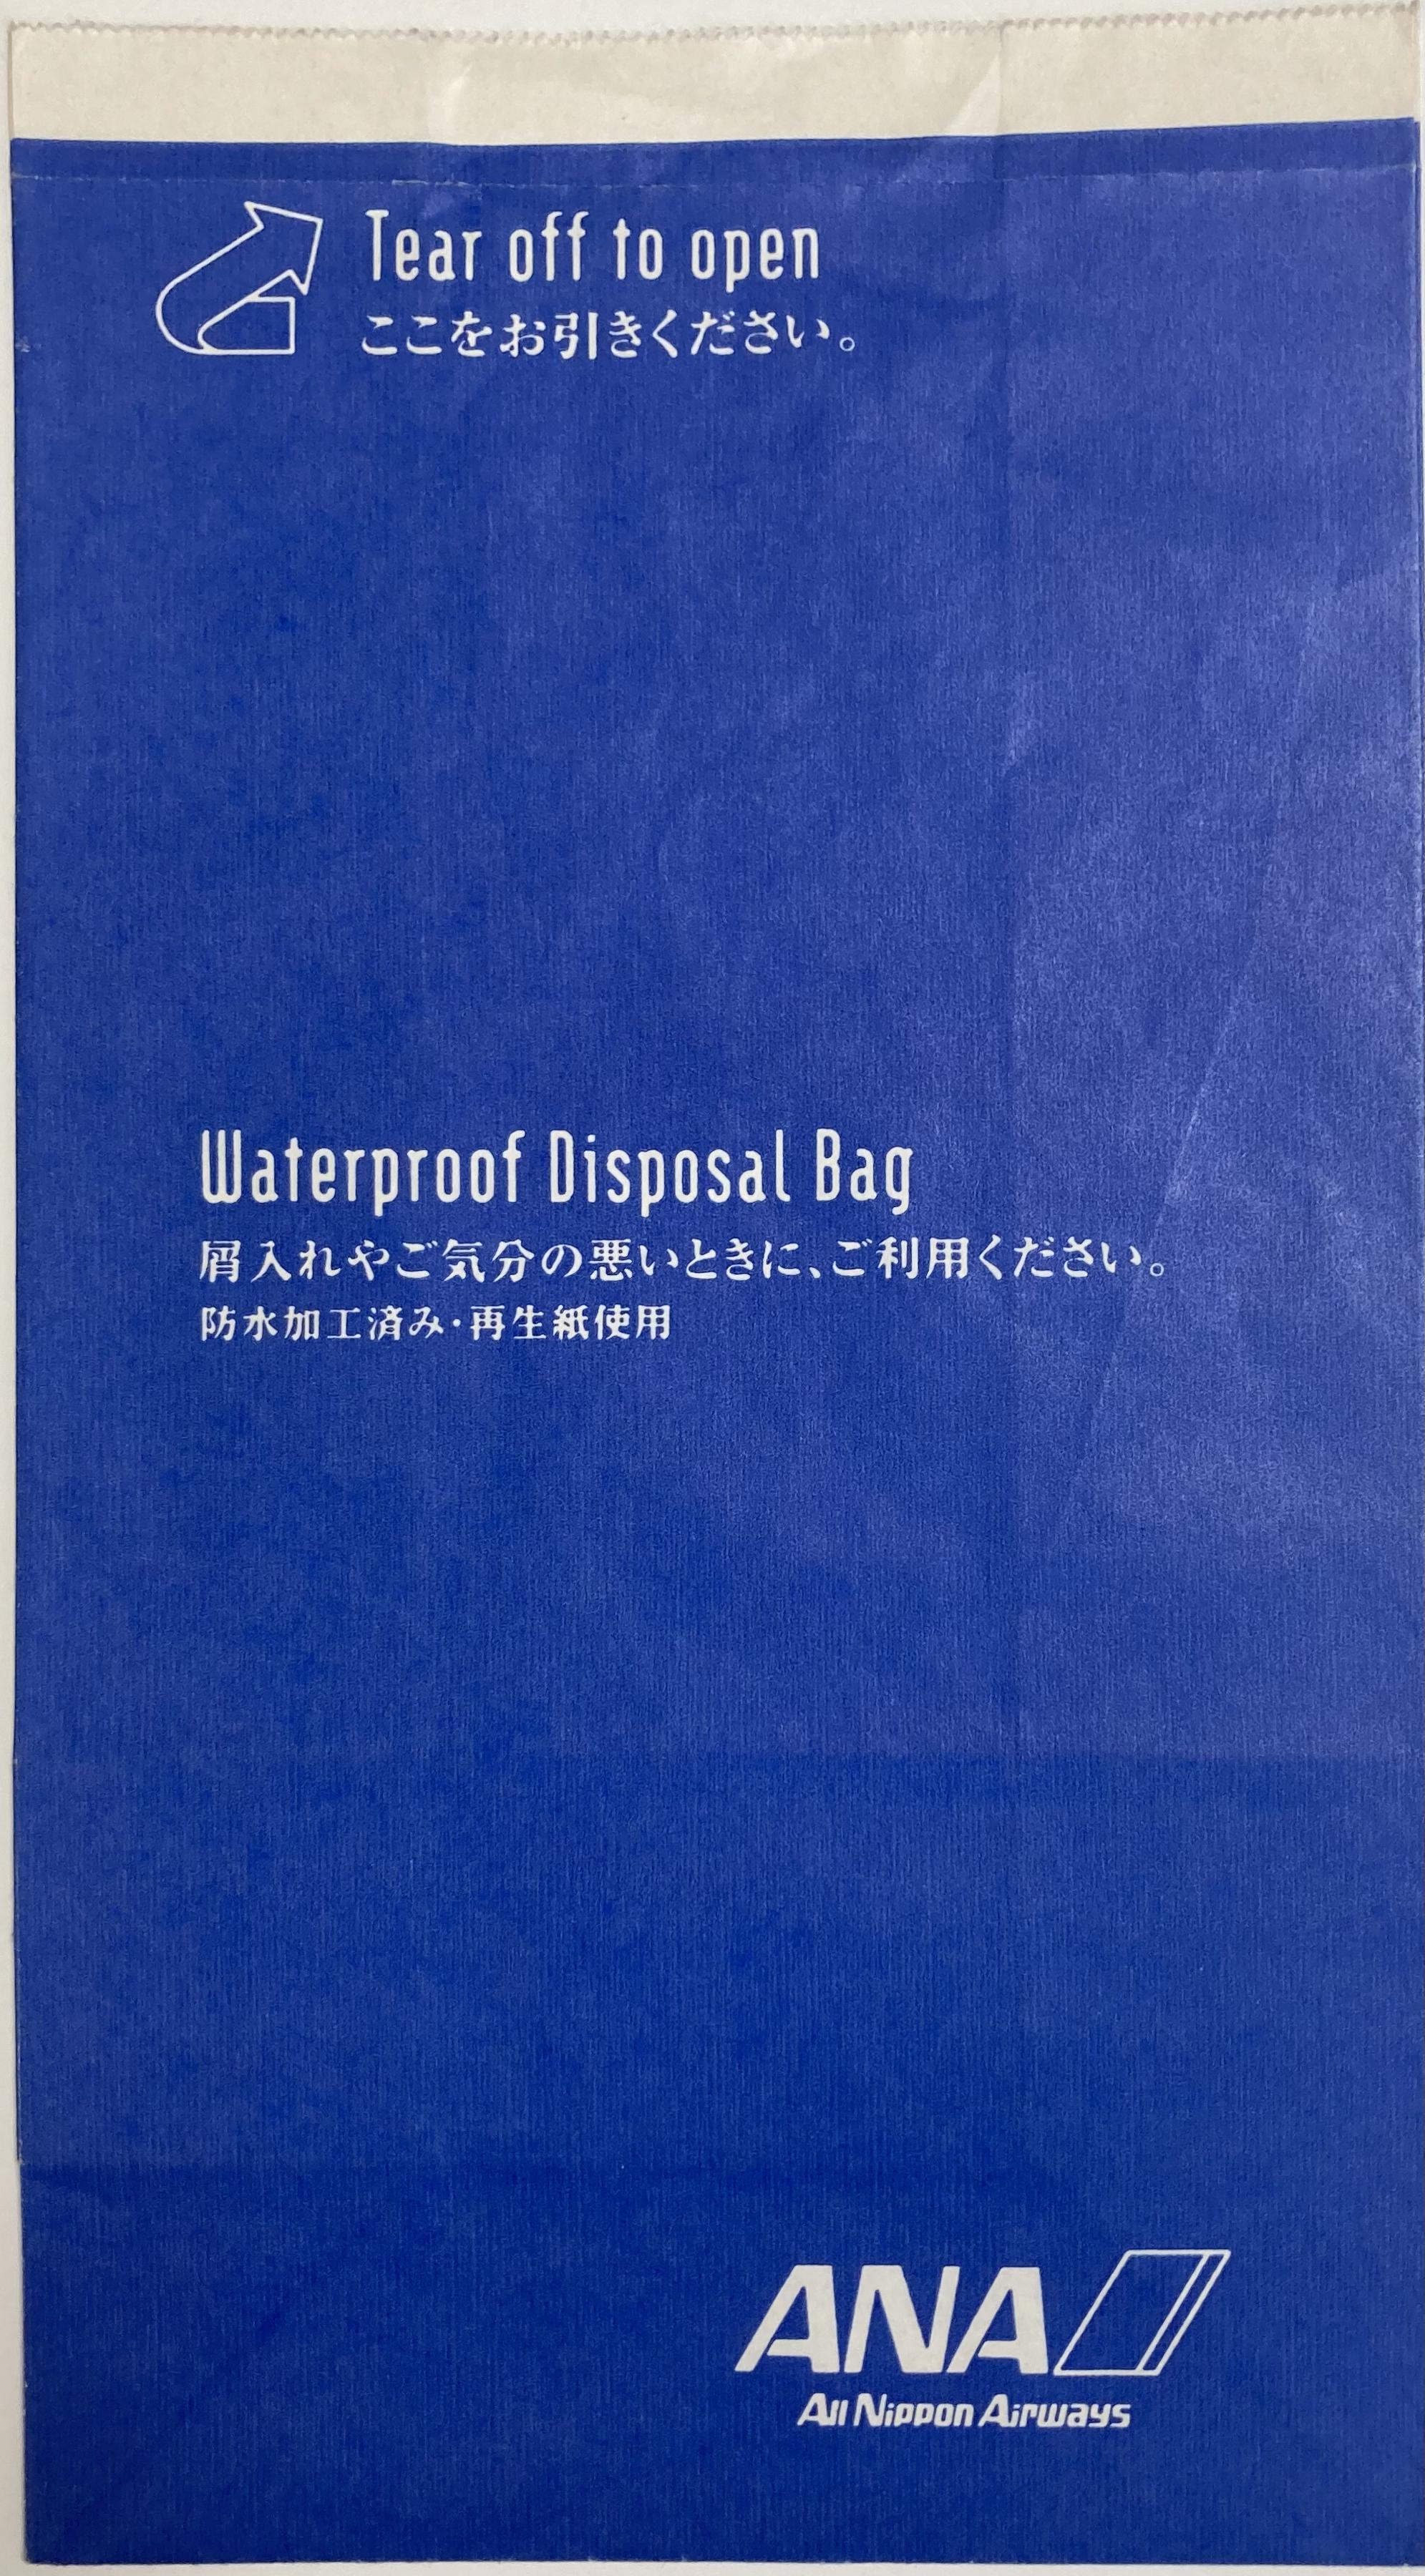 Tear off to open
ここをお引きください。
Waterproof Disposal Bag
屑入れやご気分の悪いときに、ご利用ください。
防水加工済み·再生紙使用
ANA
All Nippon Airways